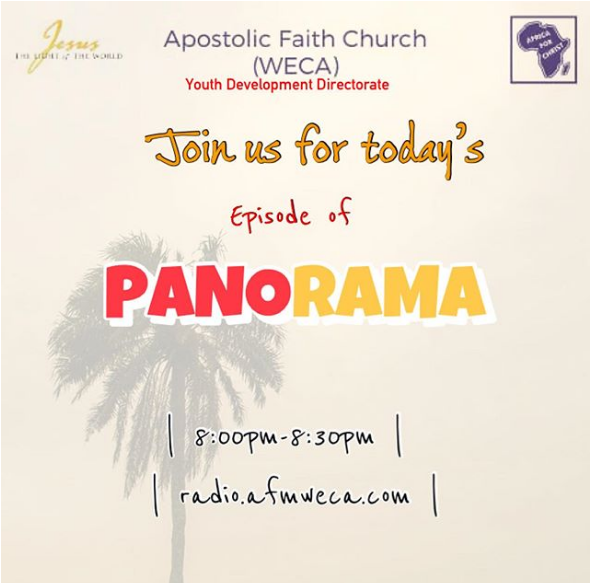 Jesus
THE LIGHT of THE WORLD
Apostolic Faith Church
(WECA)
Youth Development Directorate
AFRICA
FOR
CHRIST
Join us for today's
Episode of
PANORAMA
| 8:00pm-8:30pm |
| radio.afmweca.com |